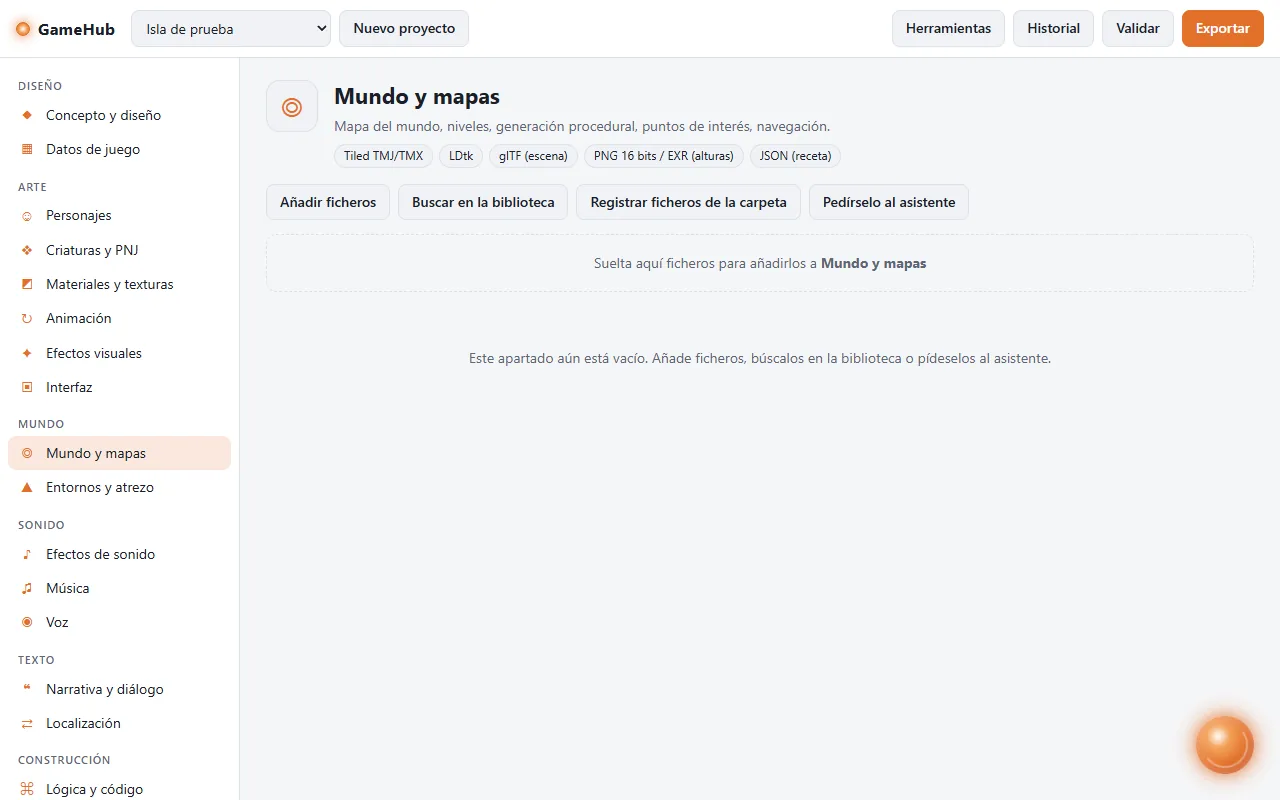 GameHub
Isla de prueba
Nuevo proyecto
Herramientas
Historial
Validar
Exportar
DISEÑO
Concepto y diseño
Datos de juego
ARTE
Personajes
Criaturas y PNJ
Materiales y texturas
Animación
Efectos visuales
Interfaz
MUNDO
Mundo y mapas
Entornos y atrezo
SONIDO
Efectos de sonido
Música
Voz
TEXTO
Narrativa y diálogo
Localización
CONSTRUCCIÓN
Lógica y código
Mundo y mapas
Mapa del mundo, niveles, generación procedural, puntos de interés, navegación.
Tiled TMJ/TMX
LDtk
glTF (escena)
PNG 16 bits / EXR (alturas)
JSON (receta)
Añadir ficheros
Buscar en la biblioteca
Registrar ficheros de la carpeta
Pedírselo al asistente
Suelta aquí ficheros para añadirlos a Mundo y mapas
Este apartado aún está vacío. Añade ficheros, búscalos en la biblioteca o pídeselos al asistente.